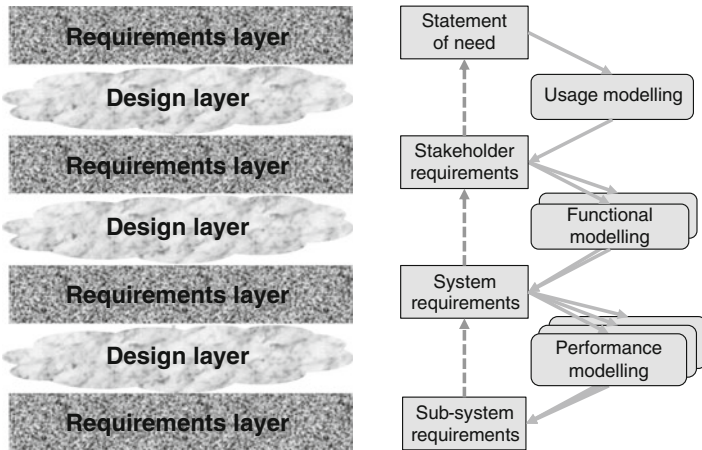 Requirements layer
Design layer
Requirements layer
Design layer
Requirements layer
Design layer
Requirements layer
Statement
of need
Usage modelling
Stakeholder
requirements
Functional
modelling
System
requirements
Performance
modelling
Sub-system
requirements